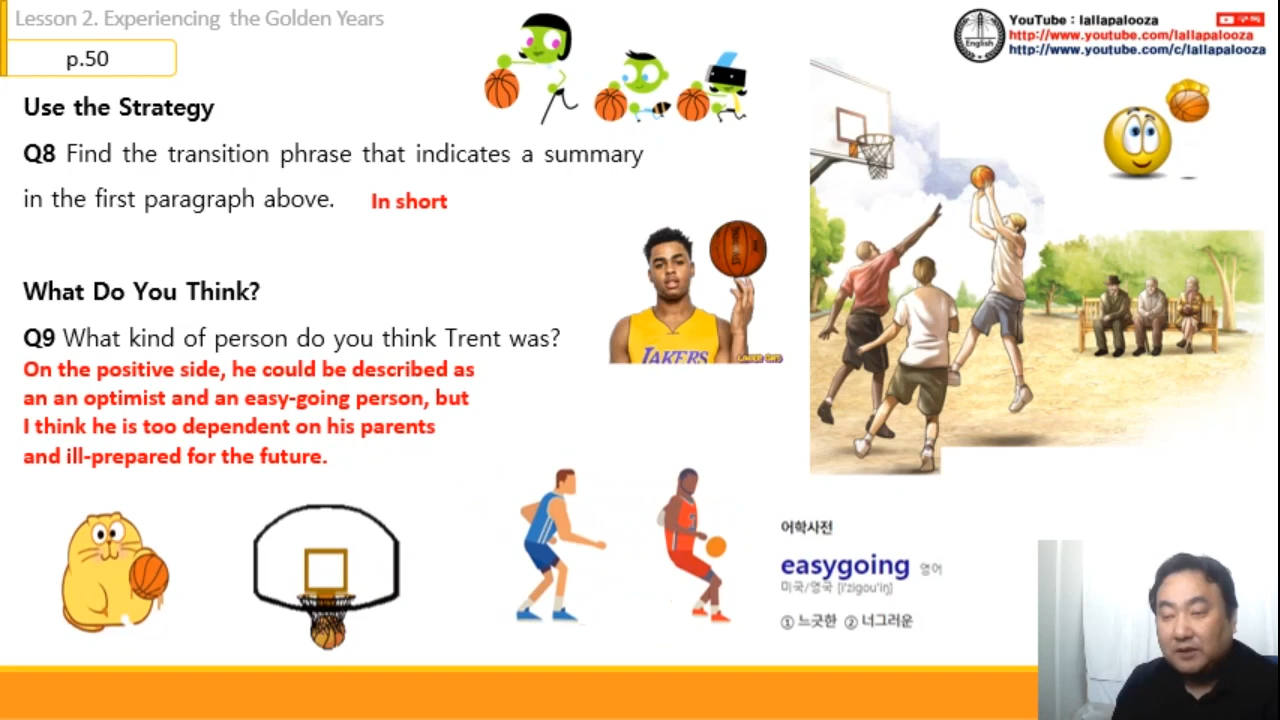 Lesson 2. Experiencing the Golden Years
p.50
YouTube : lallapalooza
http://www.youtube.com/lallapalooza
http://www.youtube.com/c/lallapalooza
English
Use the Strategy
Q8 Find the transition phrase that indicates a summary
in the first paragraph above. In short
What Do You Think?
Q9 What kind of person do you think Trent was?
On the positive side, he could be described as
an an optimist and an easy-going person, but
I think he is too dependent on his parents
and ill-prepared for the future.
LAKERS
어학사전
easygoing 영어
미국/영국 [i'zigou'iŋ]
①느긋한 ② 너그러운